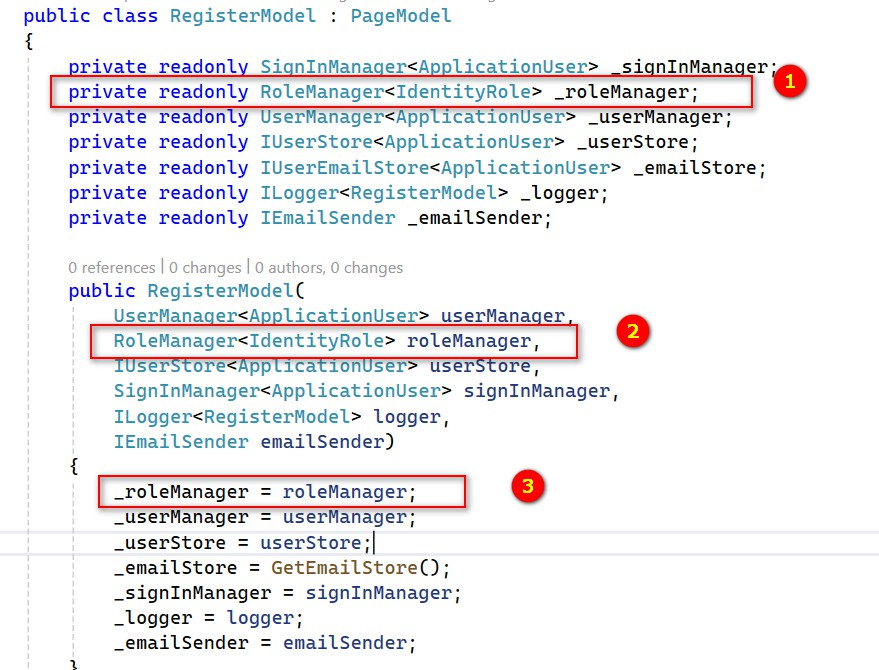 public class RegisterModel : PageModel
{
private readonly SignInManager<ApplicationUser> _signInManager;
private readonly RoleManager<IdentityRole> _roleManager; 1
private readonly UserManager<ApplicationUser> _userManager;
private readonly IUserStore<ApplicationUser> _userStore;
private readonly IUserEmailStore<ApplicationUser> _emailStore;
private readonly ILogger<RegisterModel> _logger;
private readonly IEmailSender _emailSender;
0 references | 0 changes | 0 authors, 0 changes
public RegisterModel(
UserManager<ApplicationUser> userManager,
RoleManager<IdentityRole> roleManager, 2
IUserStore<ApplicationUser> userStore,
SignInManager<ApplicationUser> signInManager,
ILogger<RegisterModel> logger,
IEmailSender emailSender)
{
_roleManager = roleManager; 3
_userManager = userManager;
_userStore = userStore;
_emailStore = GetEmailStore();
_signInManager = signInManager;
_logger = logger;
_emailSender = emailSender;
}